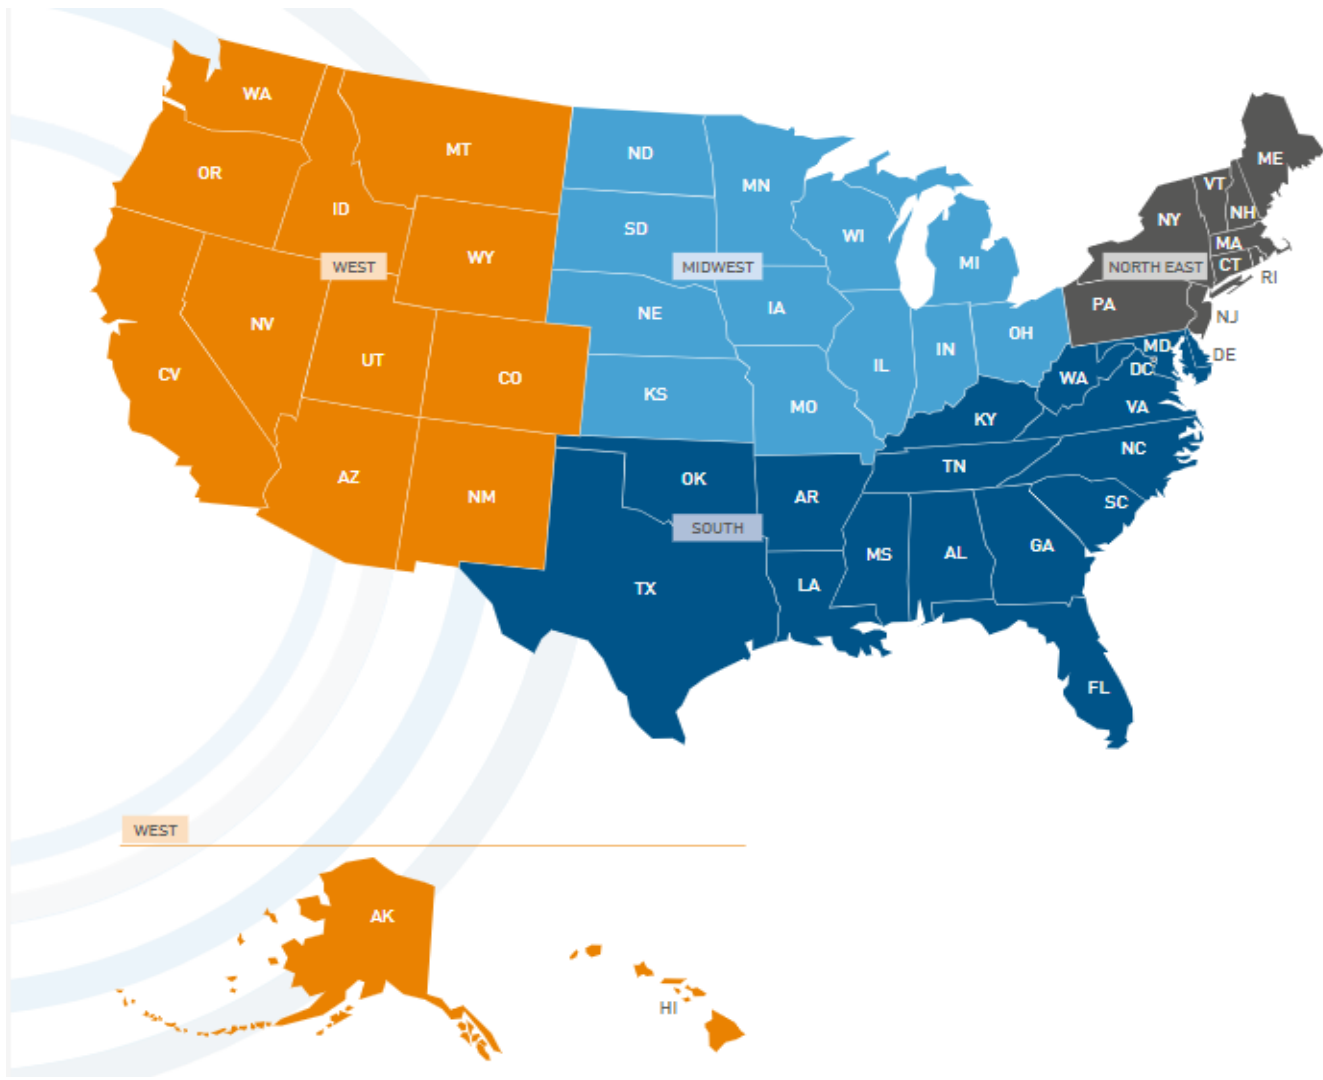 WA
MT
ND
MN
ME
OR
ID
VT
NH
NY
SD
WI
MA
WEST
WY
MIDWEST
MI
NORTH EAST
CT
RI
NV
NE
IA
PA
NJ
UT
CO
IL
IN
OH
MD
DE
CV
KS
MO
WA
DC
VA
KY
NC
AZ
NM
OK
AR
TN
SC
SOUTH
TX
LA
MS
AL
GA
FL
WEST
AK
HI